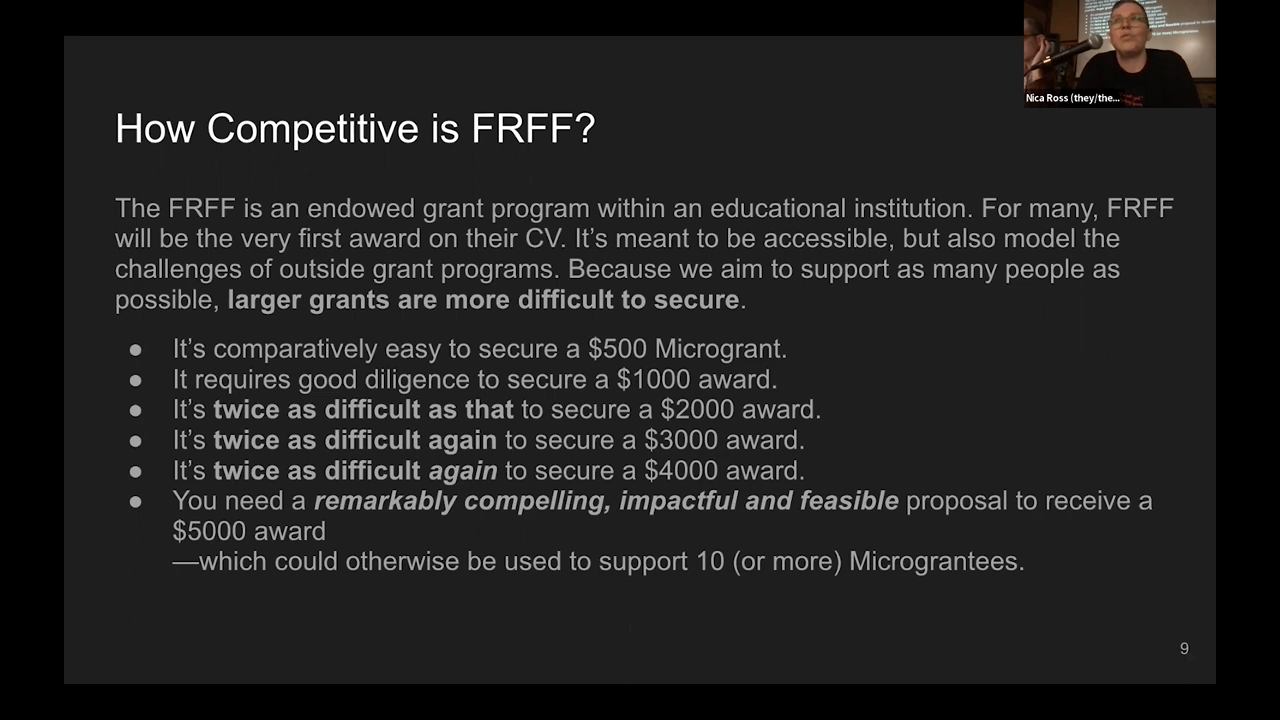 How Competitive is FRFF?
The FRFF is an endowed grant program within an educational institution. For many, FRFF
will be the very first award on their CV. It’s meant to be accessible, but also model the
challenges of outside grant programs. Because we aim to support as many people as
possible, larger grants are more difficult to secure.
● It’s comparatively easy to secure a $500 Microgrant.
● It requires good diligence to secure a $1000 award.
● It’s twice as difficult as that to secure a $2000 award.
● It’s twice as difficult again to secure a $3000 award.
● It’s twice as difficult again to secure a $4000 award.
● You need a remarkably compelling, impactful and feasible proposal to receive a
$5000 award
—which could otherwise be used to support 10 (or more) Micrograntees.
9
Nica Ross (they/the...